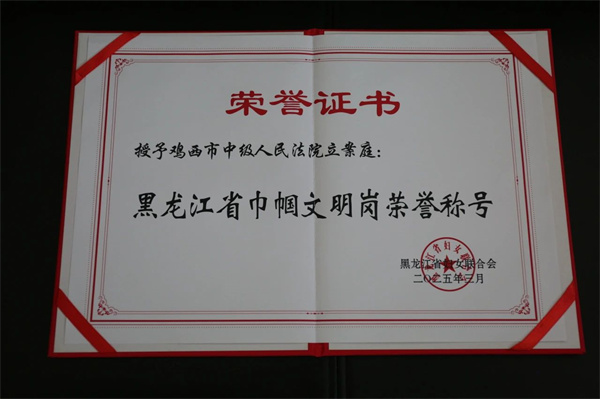 荣誉证书
授予鸡西市中级人民法院立案庭：
黑龙江省巾帼文明岗荣誉称号
黑龙江省妇女联合会
二〇二五年三月